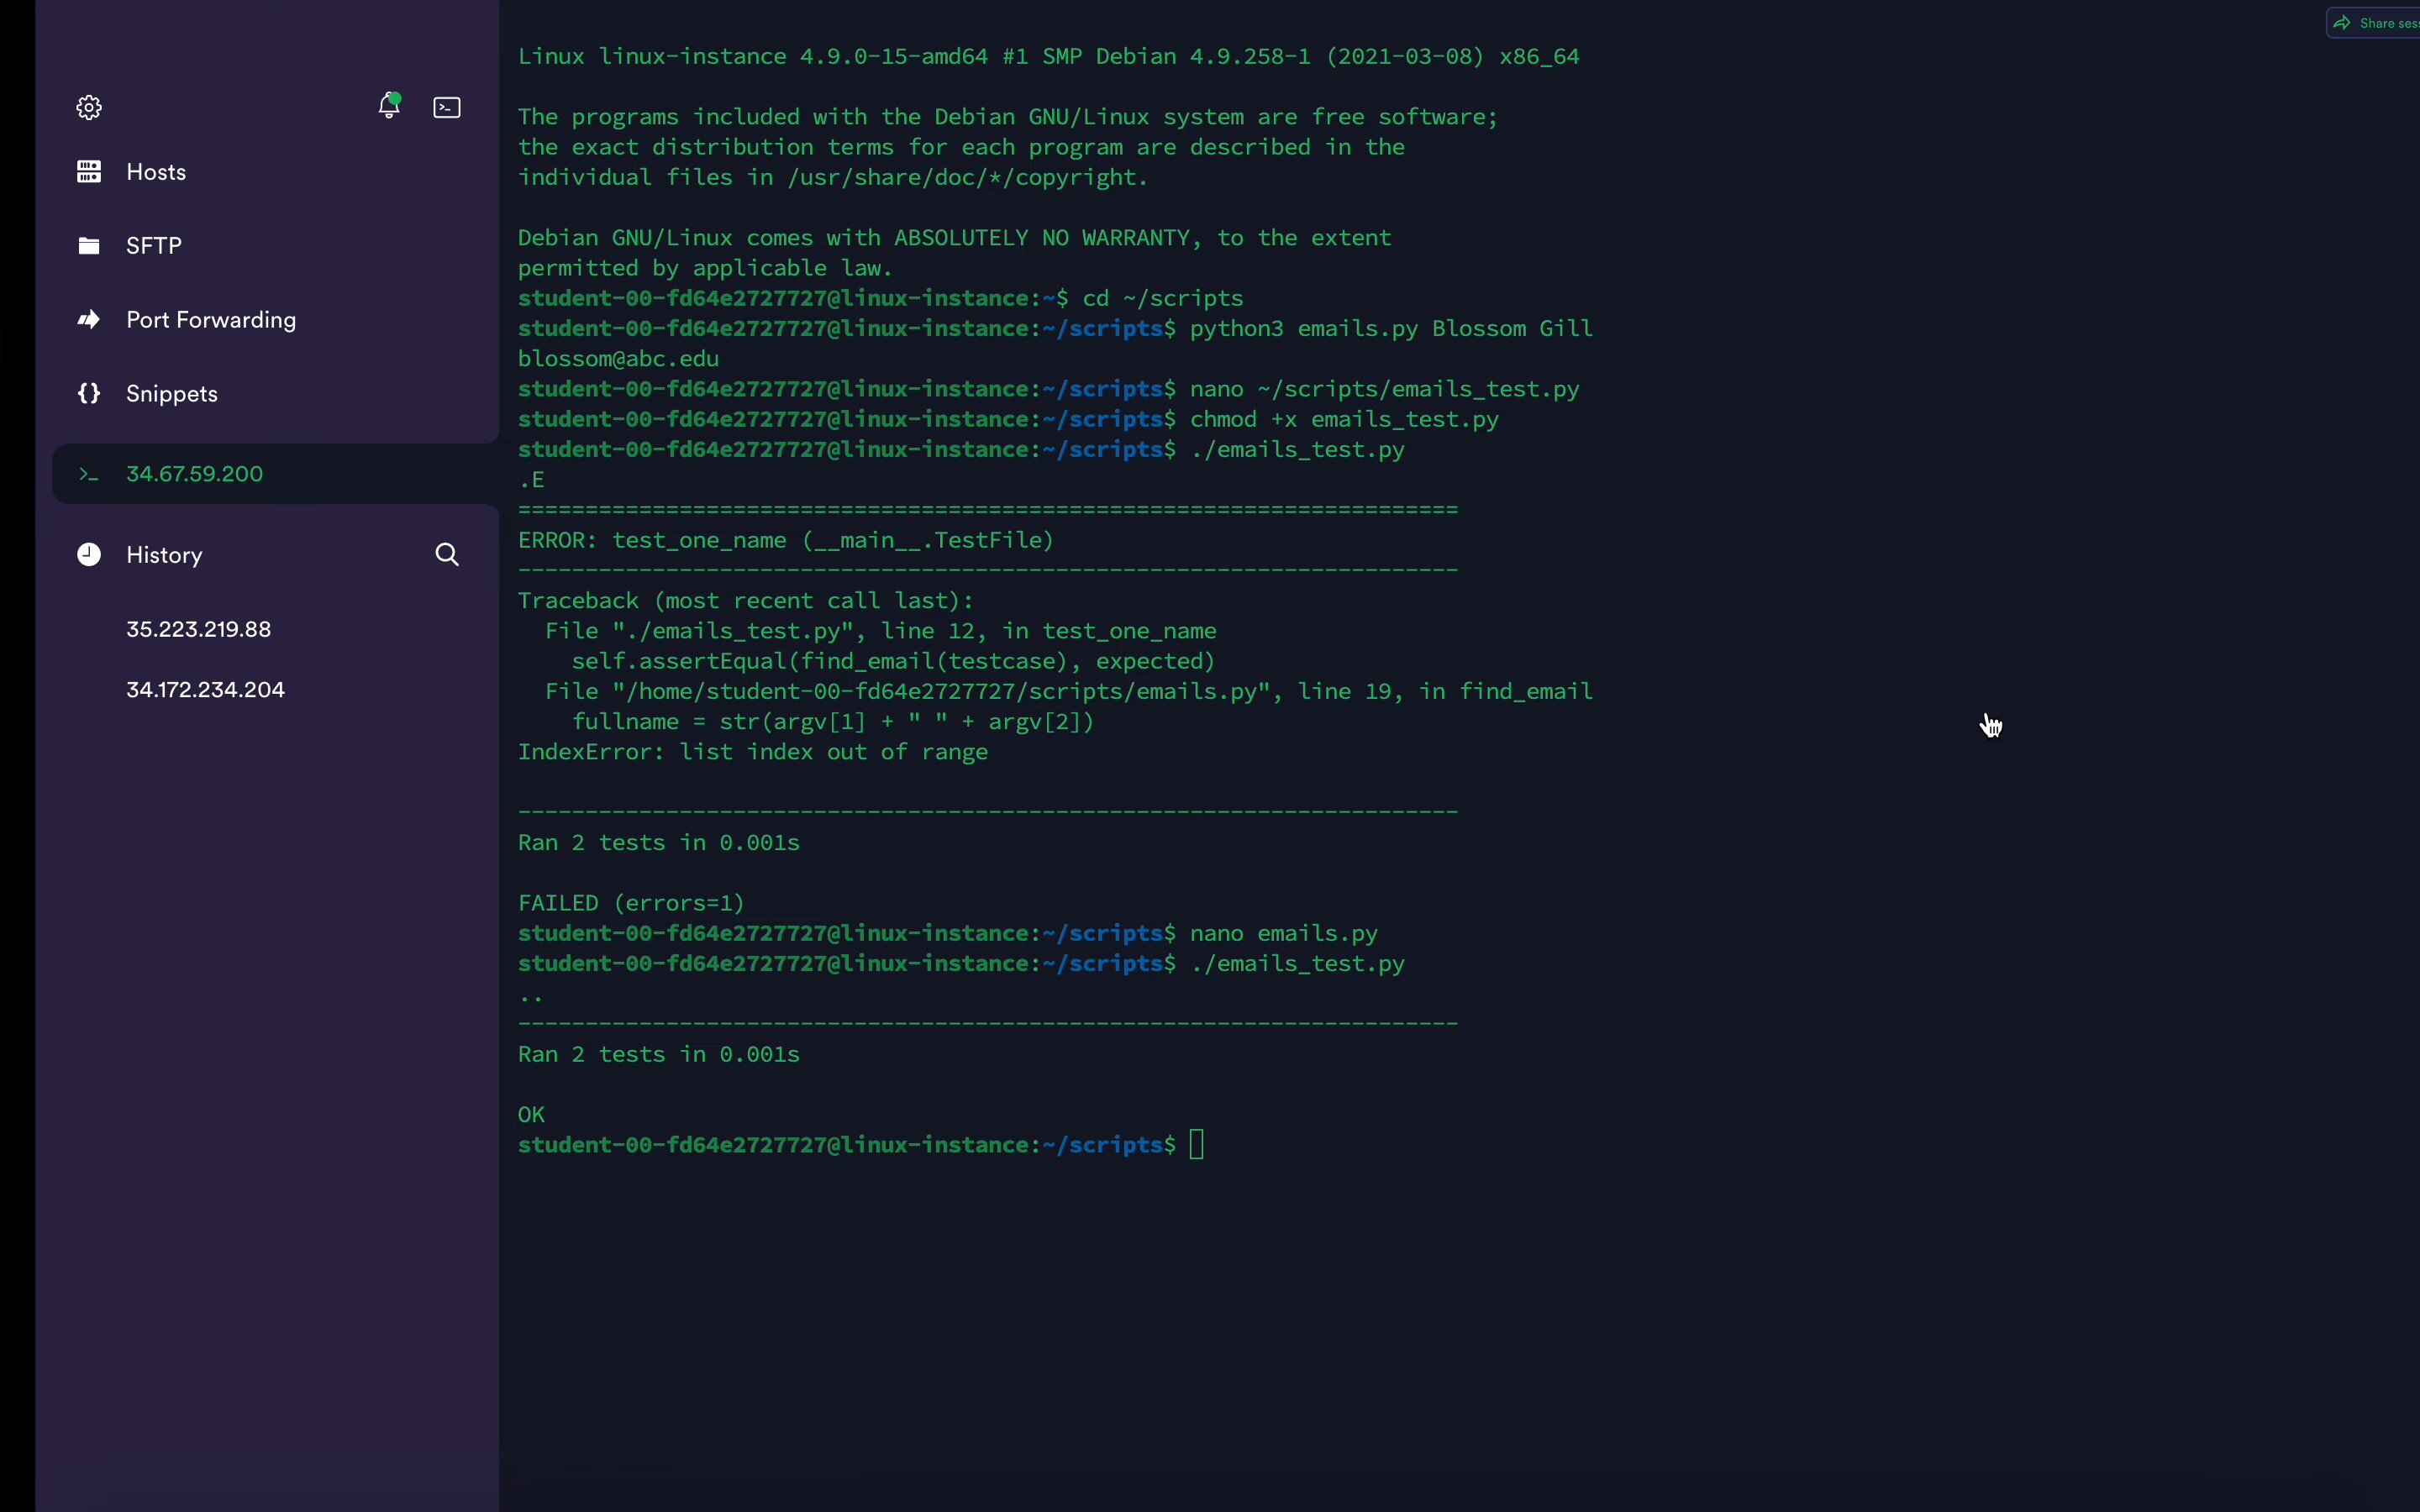 Share
Hosts
SFTP
Port Forwarding
Snippets
>_ 34.67.59.200
History
35.223.219.88
34.172.234.204
Linux linux-instance 4.9.0-15-amd64 #1 SMP Debian 4.9.258-1 (2021-03-08) x86_64
The programs included with the Debian GNU/Linux system are free software;
the exact distribution terms for each program are described in the
individual files in /usr/share/doc/*/copyright.
Debian GNU/Linux comes with ABSOLUTELY NO WARRANTY, to the extent
permitted by applicable law.
student-00-fd64e2727727@linux-instance:~$ cd ~/scripts
student-00-fd64e2727727@linux-instance:~/scripts$ python3 emails.py Blossom Gill
blossom@abc.edu
student-00-fd64e2727727@linux-instance:~/scripts$ nano ~/scripts/emails_test.py
student-00-fd64e2727727@linux-instance:~/scripts$ chmod +x emails_test.py
student-00-fd64e2727727@linux-instance:~/scripts$ ./emails_test.py
.E
======================================================================
ERROR: test_one_name (__main__.TestFile)
----------------------------------------------------------------------
Traceback (most recent call last):
  File "./emails_test.py", line 12, in test_one_name
    self.assertEqual(find_email(testcase), expected)
  File "/home/student-00-fd64e2727727/scripts/emails.py", line 19, in find_email
    fullname = str(argv[1] + " " + argv[2])
IndexError: list index out of range
----------------------------------------------------------------------
Ran 2 tests in 0.001s
FAILED (errors=1)
student-00-fd64e2727727@linux-instance:~/scripts$ nano emails.py
student-00-fd64e2727727@linux-instance:~/scripts$ ./emails_test.py
..
----------------------------------------------------------------------
Ran 2 tests in 0.001s
OK
student-00-fd64e2727727@linux-instance:~/scripts$